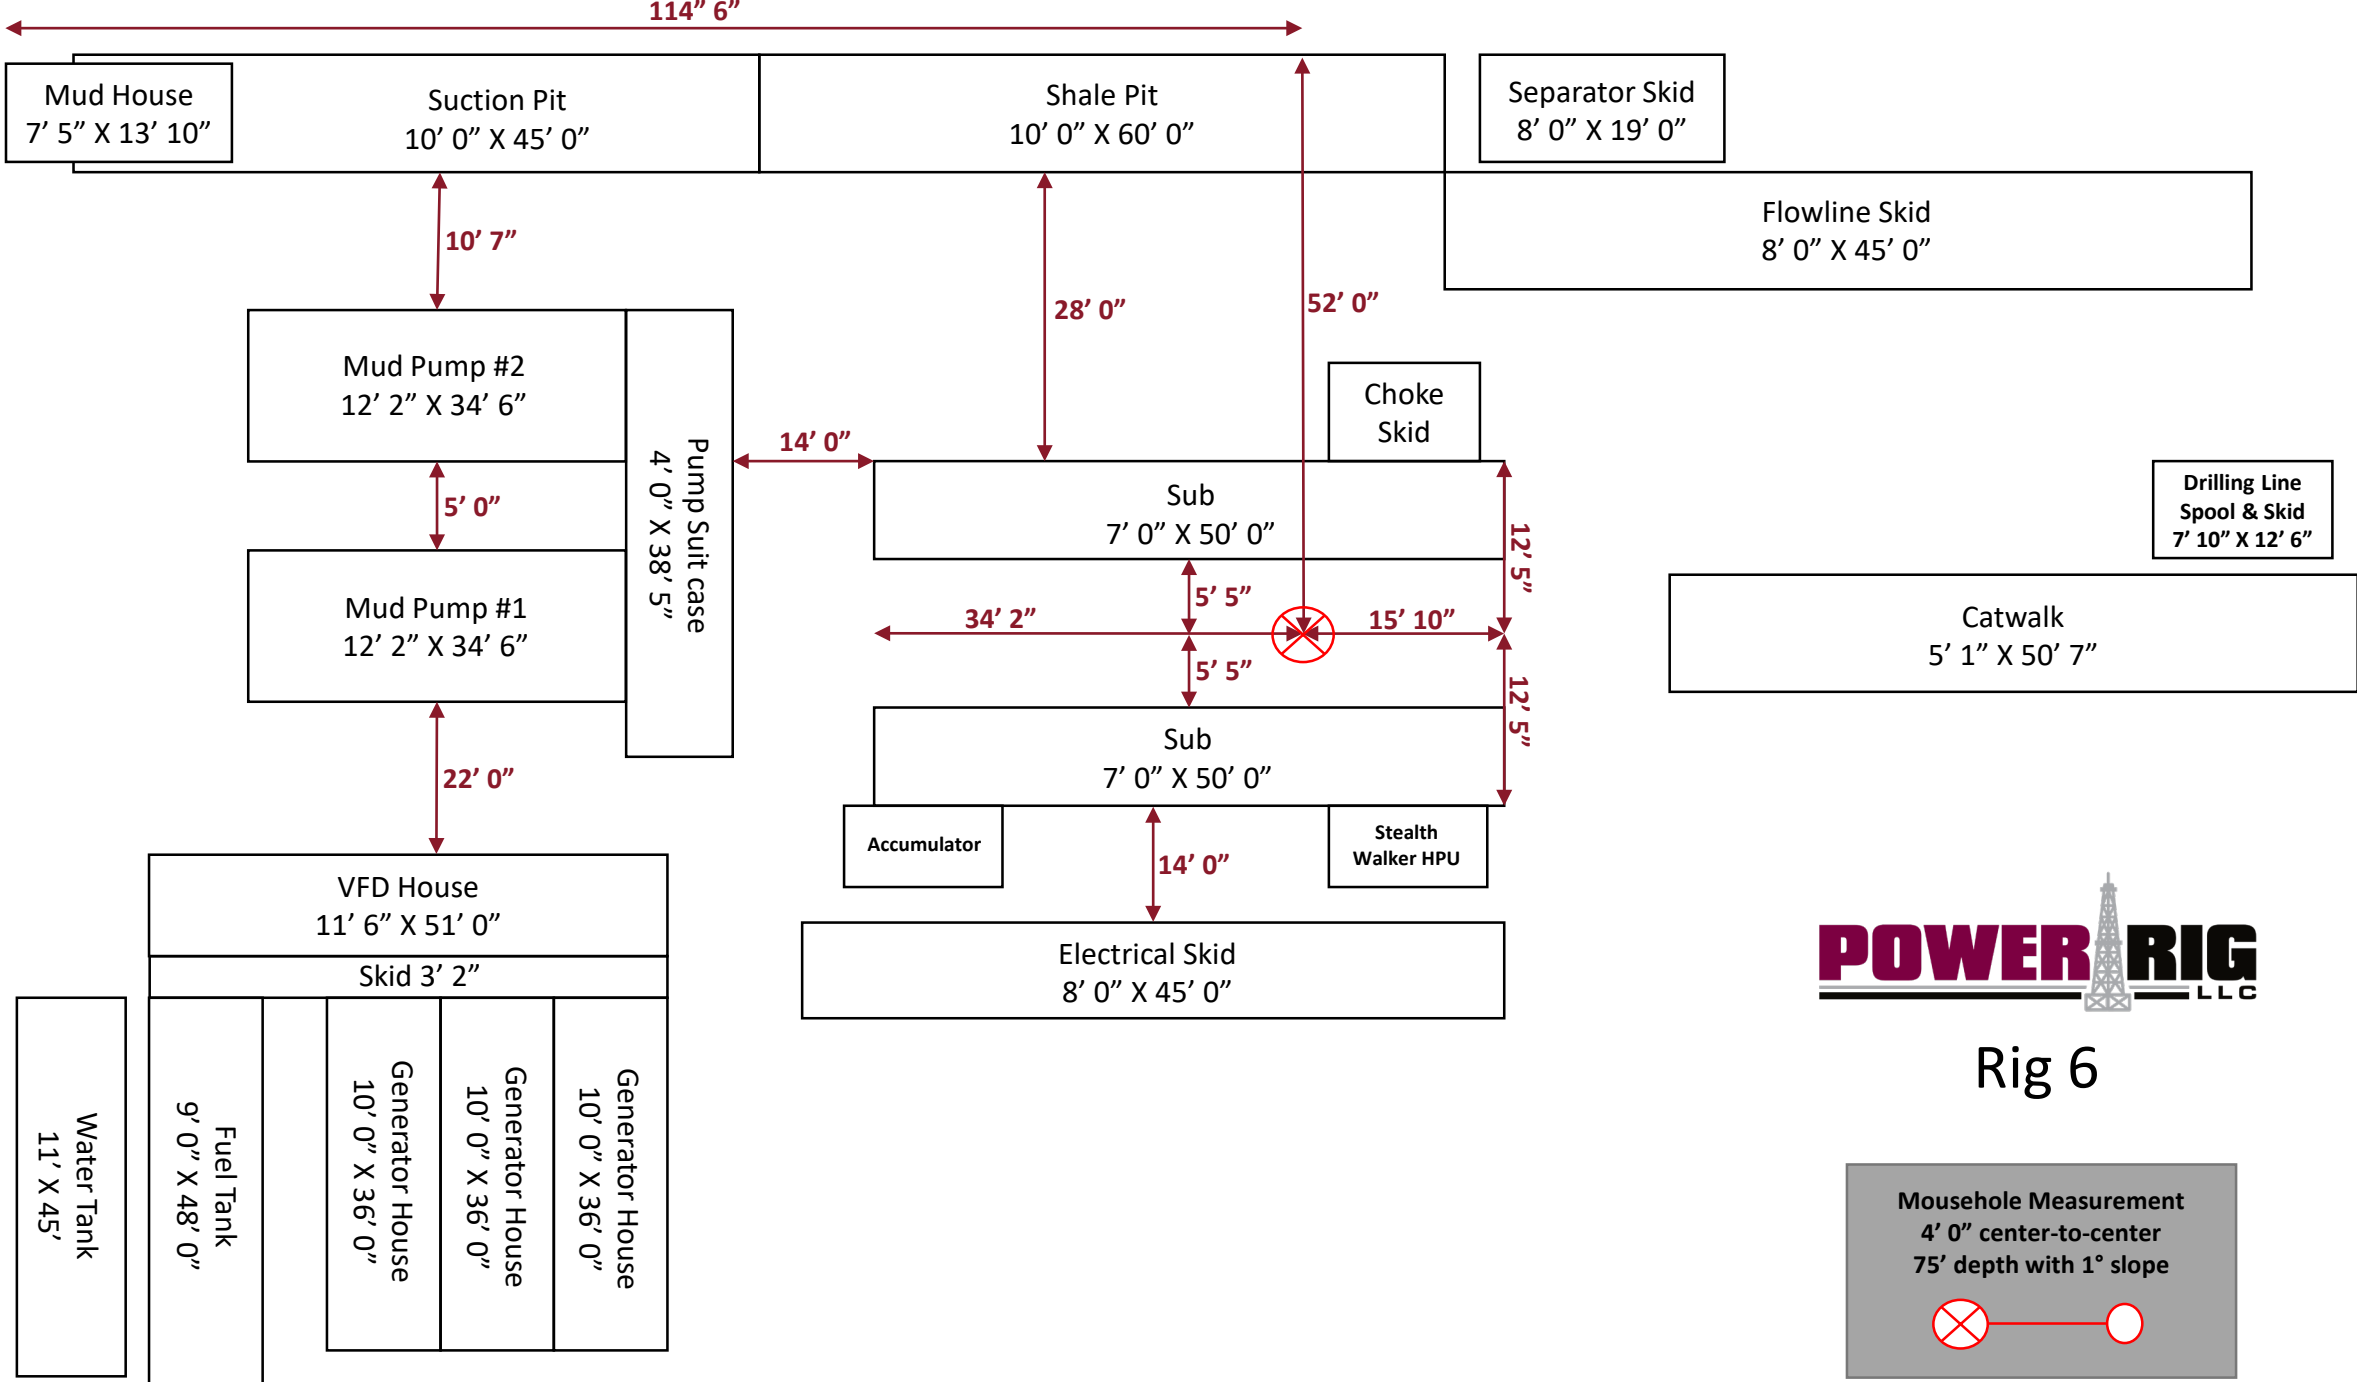 114” 6”
Mud House
7’ 5” X 13’ 10”
Suction Pit
10’ 0” X 45’ 0”
Shale Pit
10’ 0” X 60’ 0”
Separator Skid
8’ 0” X 19’ 0”
Flowline Skid
8’ 0” X 45’ 0”
10’ 7”
28’ 0”
52’ 0”
Mud Pump #2
12’ 2” X 34’ 6”
Pump Suit case
4’ 0” X 38’ 5”
14’ 0”
Choke
Skid
Sub
7’ 0” X 50’ 0”
12’ 5”
Drilling Line
Spool & Skid
7’ 10” X 12’ 6”
5’ 0”
Mud Pump #1
12’ 2” X 34’ 6”
5’ 5”
34’ 2”
15’ 10”
5’ 5”
12’ 5”
Catwalk
5’ 1” X 50’ 7”
Sub
7’ 0” X 50’ 0”
22’ 0”
Accumulator
14’ 0”
Stealth
Walker HPU
VFD House
11’ 6” X 51’ 0”
Skid 3’ 2”
Electrical Skid
8’ 0” X 45’ 0”
Water Tank
11’ X 45’
Fuel Tank
9’ 0” X 48’ 0”
Generator House
10’ 0” X 36’ 0”
Generator House
10’ 0” X 36’ 0”
Generator House
10’ 0” X 36’ 0”
POWER RIG
LLC
Rig 6
Mousehole Measurement
4’ 0” center-to-center
75’ depth with 1° slope